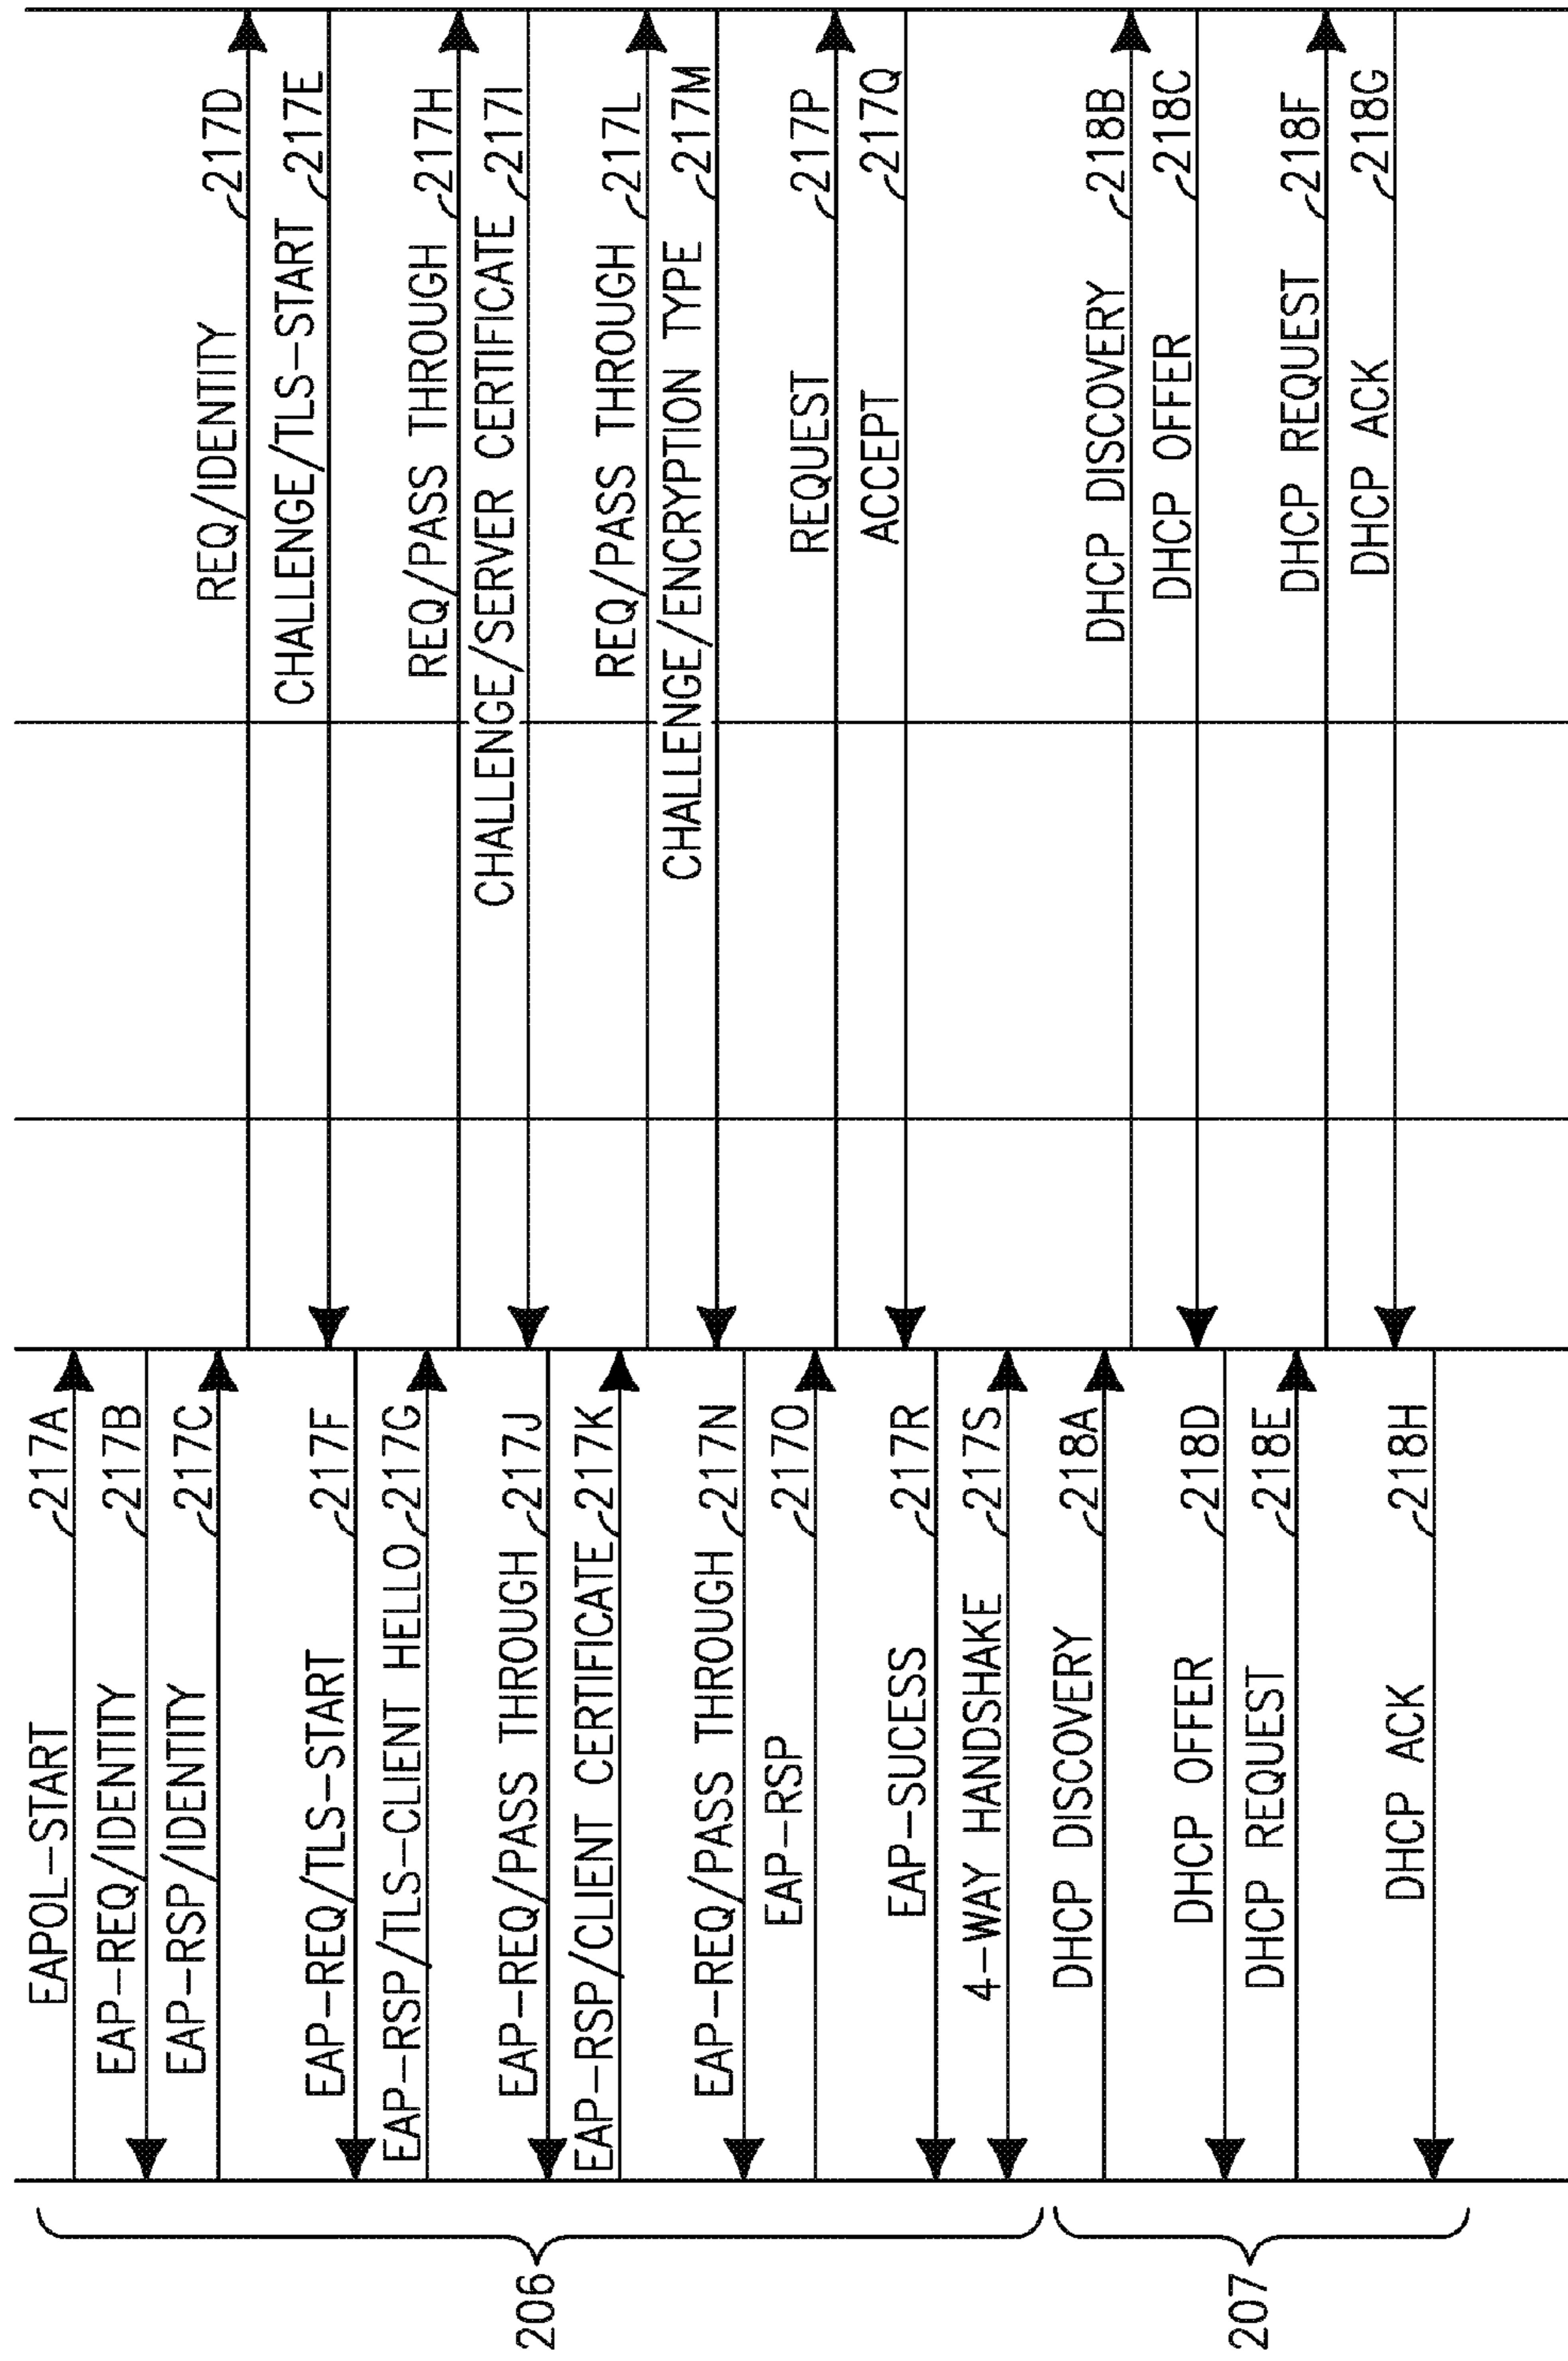 EAPOL-START 217A
EAP-REQ/IDENTITY 217B
EAP-RSP/IDENTITY 217C
REQ/IDENTITY 217D
CHALLENGE/TLS-START 217E
EAP-REQ/TLS-START 217F
EAP-RSP/TLS-CLIENT HELLO 217G
REQ/PASS THROUGH 217H
CHALLENGE/SERVER CERTIFICATE 217I
EAP-REQ/PASS THROUGH 217J
EAP-RSP/CLIENT CERTIFICATE 217K
REQ/PASS THROUGH 217L
CHALLENGE/ENCRYPTION TYPE 217M
EAP-REQ/PASS THROUGH 217N
EAP-RSP 217O
REQUEST 217P
ACCEPT 217Q
EAP-SUCCESS 217R
4-WAY HANDSHAKE 217S
206
DHCP DISCOVERY 218A
DHCP DISCOVERY 218B
DHCP OFFER 218C
DHCP OFFER 218D
DHCP REQUEST 218E
DHCP REQUEST 218F
DHCP ACK 218G
DHCP ACK 218H
207